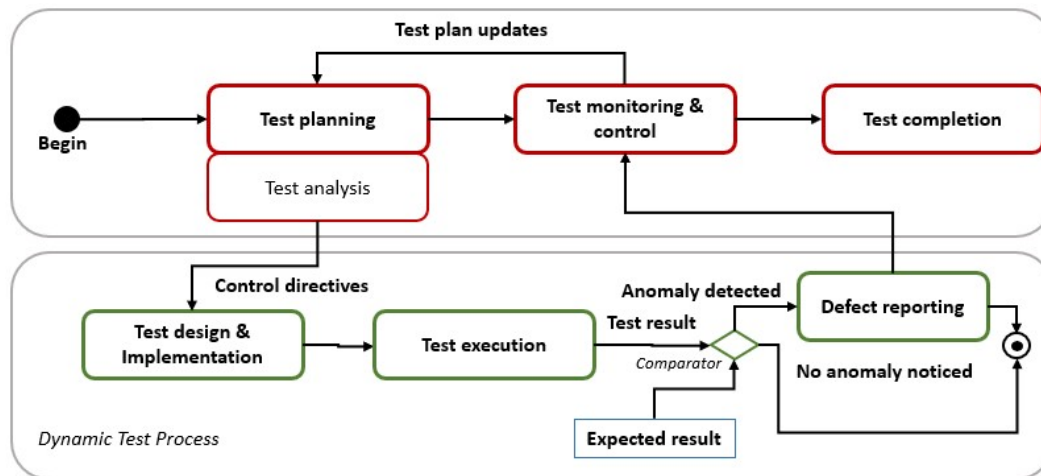 Test plan updates
Begin
Test planning
Test monitoring &
control
Test completion
Test analysis
Control directives
Test design &
Implementation
Test execution
Test result
Comparator
Expected result
Anomaly detected
Defect reporting
No anomaly noticed
Dynamic Test Process